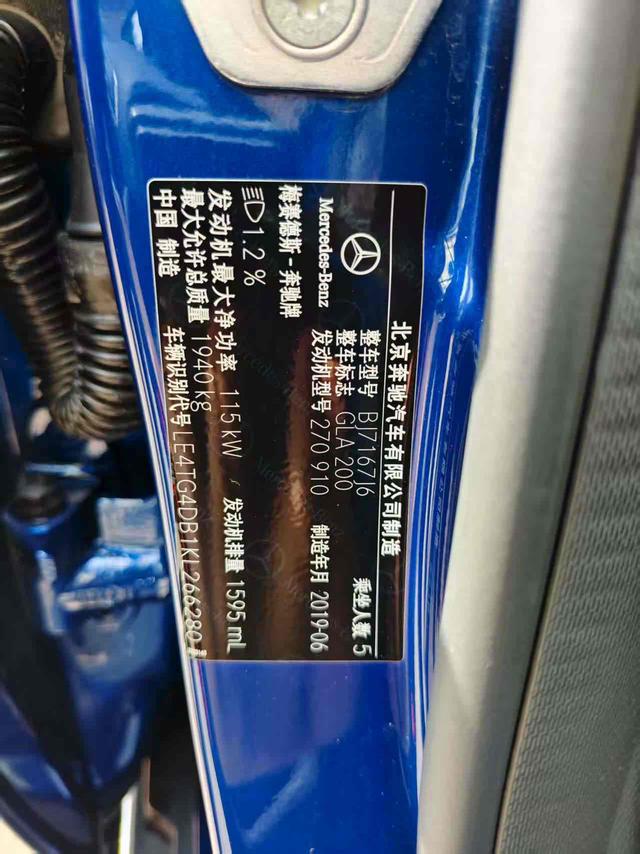 北京奔驰汽车有限公司制造
Mercedes-Benz
梅赛德斯-奔驰牌
整车型号 BJ7167J6 乘坐人数 5
整车标志 GLA 200
发动机型号 270 910 制造年月 2019-06
1.2 %
发动机最大净功率 115 kW 发动机排量 1595 mL
最大允许总质量 1940 kg
中国 制造 车辆识别代号 LE4TG4DB1KL266280